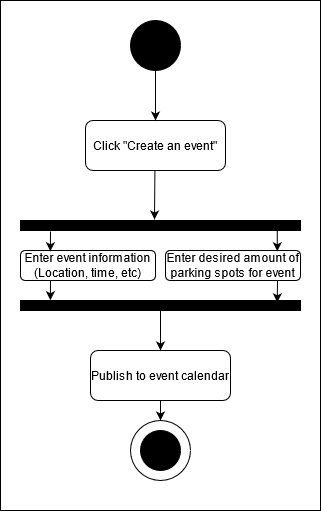 Click "Create an event"
Enter event information
(Location, time, etc)
Enter desired amount of
parking spots for event
Publish to event calendar